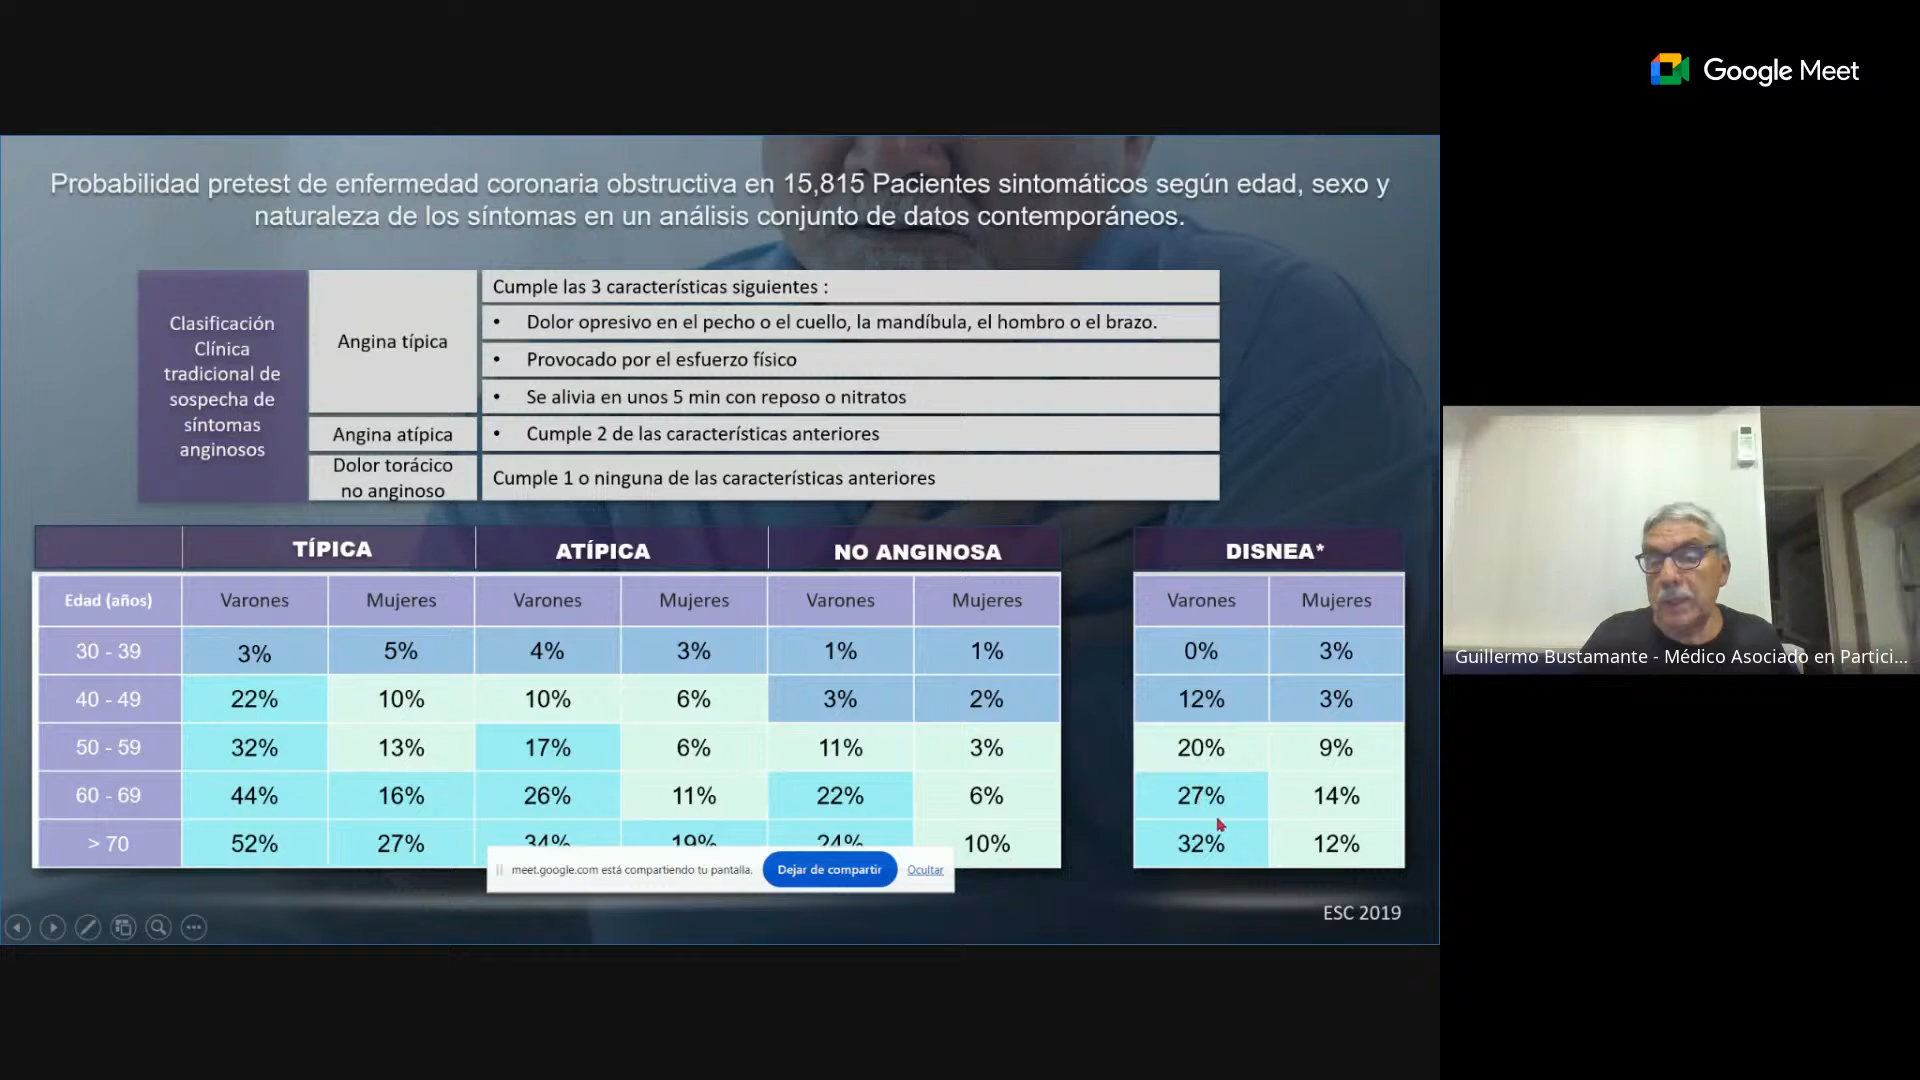 Google Meet
Probabilidad pretest de enfermedad coronaria obstructiva en 15,815 Pacientes sintomáticos según edad, sexo y
naturaleza de los síntomas en un análisis conjunto de datos contemporáneos.
Clasificación
Clínica
tradicional de
sospecha de
síntomas
anginosos
Angina típica
Cumple las 3 características siguientes :
• Dolor opresivo en el pecho o el cuello, la mandíbula, el hombro o el brazo.
• Provocado por el esfuerzo físico
• Se alivia en unos 5 min con reposo o nitratos
Angina atípica
• Cumple 2 de las características anteriores
Dolor torácico
no anginoso
Cumple 1 o ninguna de las características anteriores
TÍPICA ATÍPICA NO ANGINOSA DISNEA*
Edad (años) Varones Mujeres Varones Mujeres Varones Mujeres Varones Mujeres
30 - 39 3% 5% 4% 3% 1% 1% 0% 3%
40 - 49 22% 10% 10% 6% 3% 2% 12% 3%
50 - 59 32% 13% 17% 6% 11% 3% 20% 9%
60 - 69 44% 16% 26% 11% 22% 6% 27% 14%
> 70 52% 27% 34% 19% 24% 10% 32% 12%
meet.google.com está compartiendo tu pantalla. Dejar de compartir Ocultar
ESC 2019
Guillermo Bustamante - Médico Asociado en Partici...